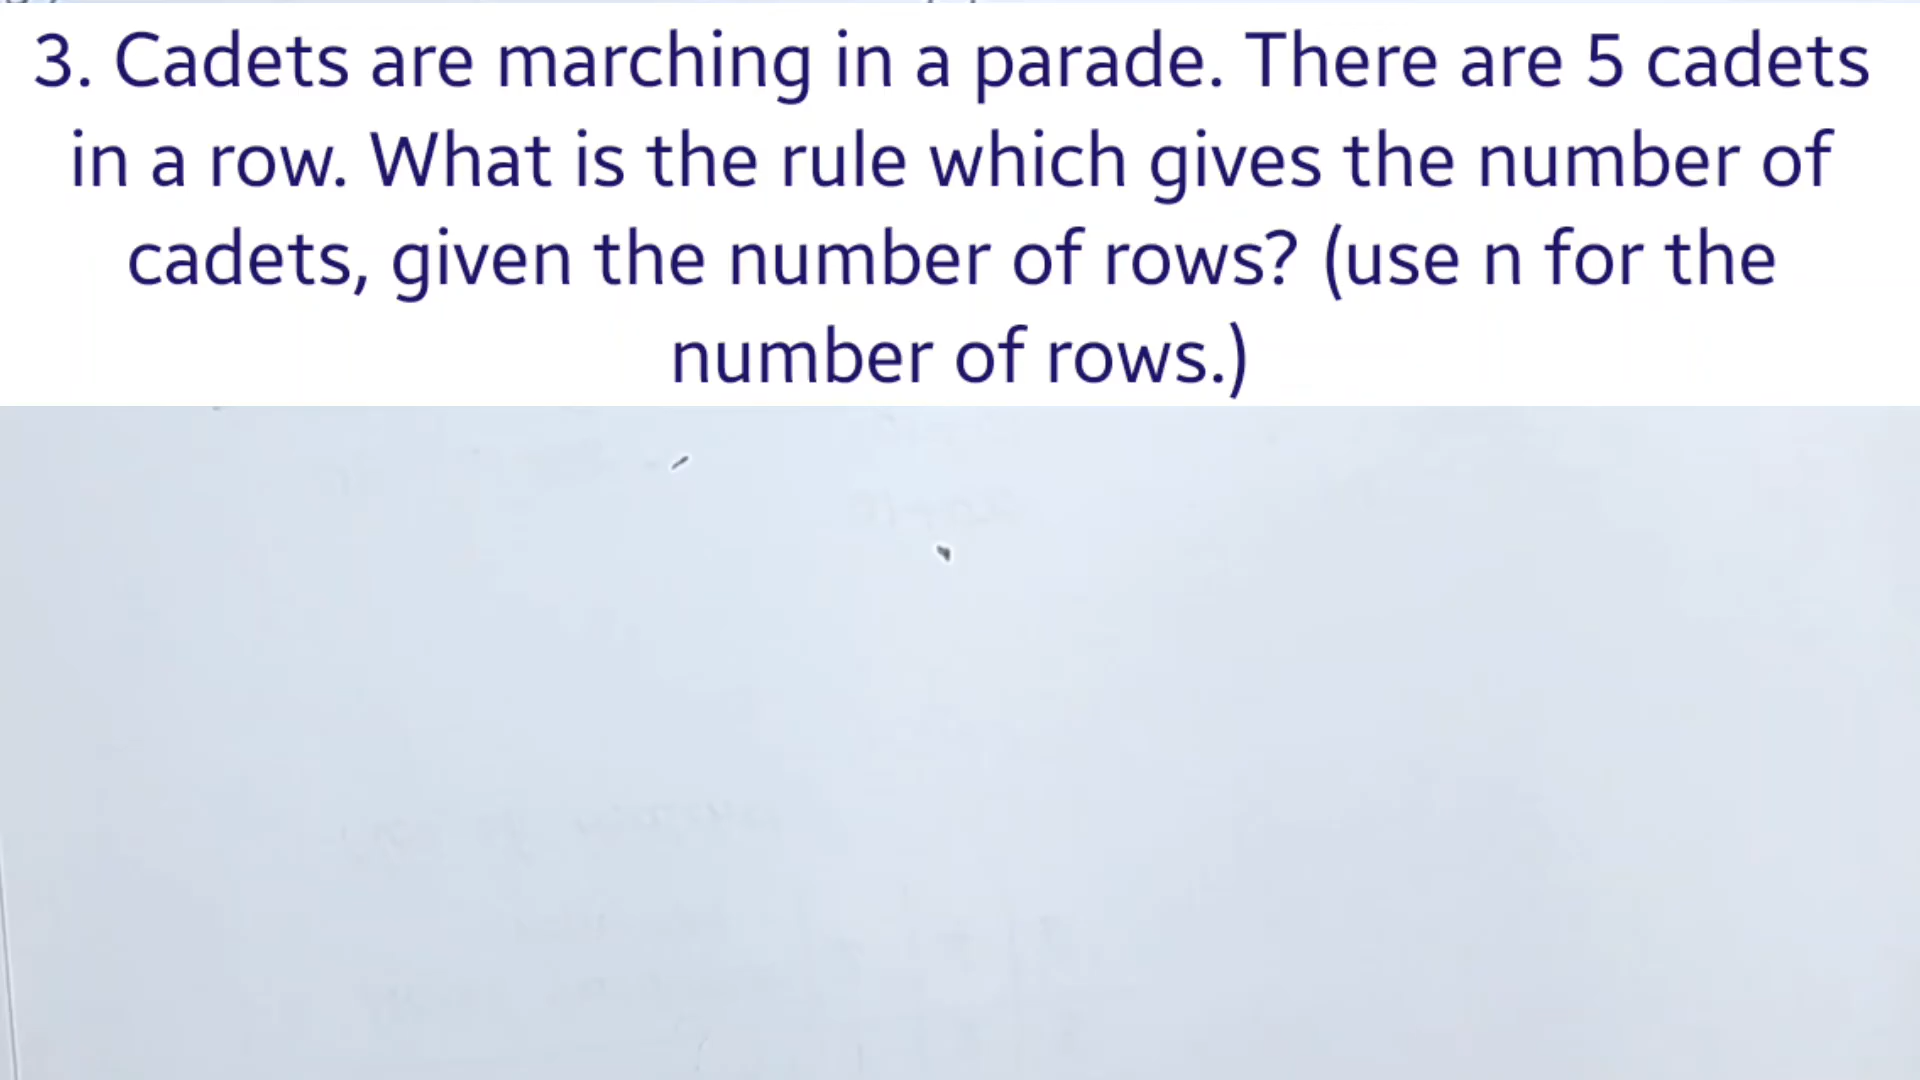 3. Cadets are marching in a parade. There are 5 cadets
in a row. What is the rule which gives the number of
cadets, given the number of rows? (use n for the
number of rows.)